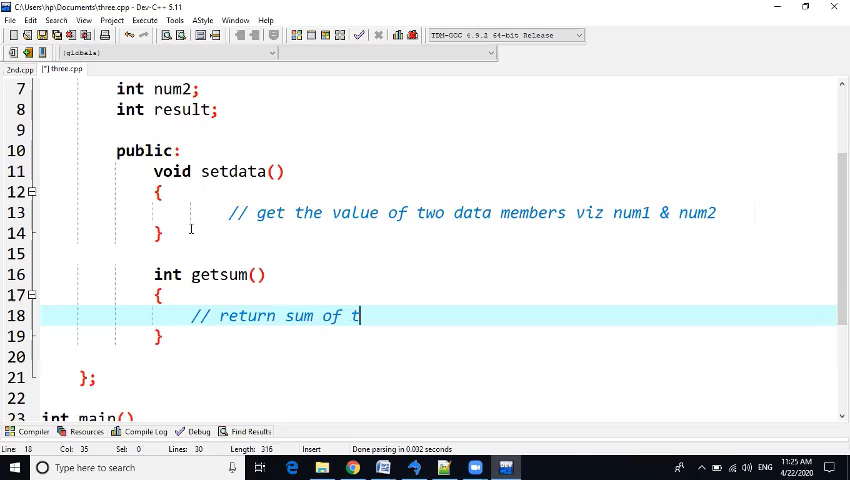 C:\Users\hp\Documents\three.cpp - Dev-C++ 5.11
File Edit Search View Project Execute Tools AStyle Window Help
TDM-GCC 4.9.2 64-bit Release
(globals)
2nd.cpp [*] three.cpp
7 int num2;
8 int result;
9
10 public:
11 void setdata()
12 {
13 // get the value of two data members viz num1 & num2
14 }
15
16 int getsum()
17 {
18 // return sum of t
19 }
20
21 };
22
23 int main()
Compiler Resources Compile Log Debug Find Results
Line: 18 Col: 35 Sel: 0 Lines: 30 Length: 316 Insert Done parsing in 0.032 seconds
Type here to search
ENG
11:25 AM
4/22/2020